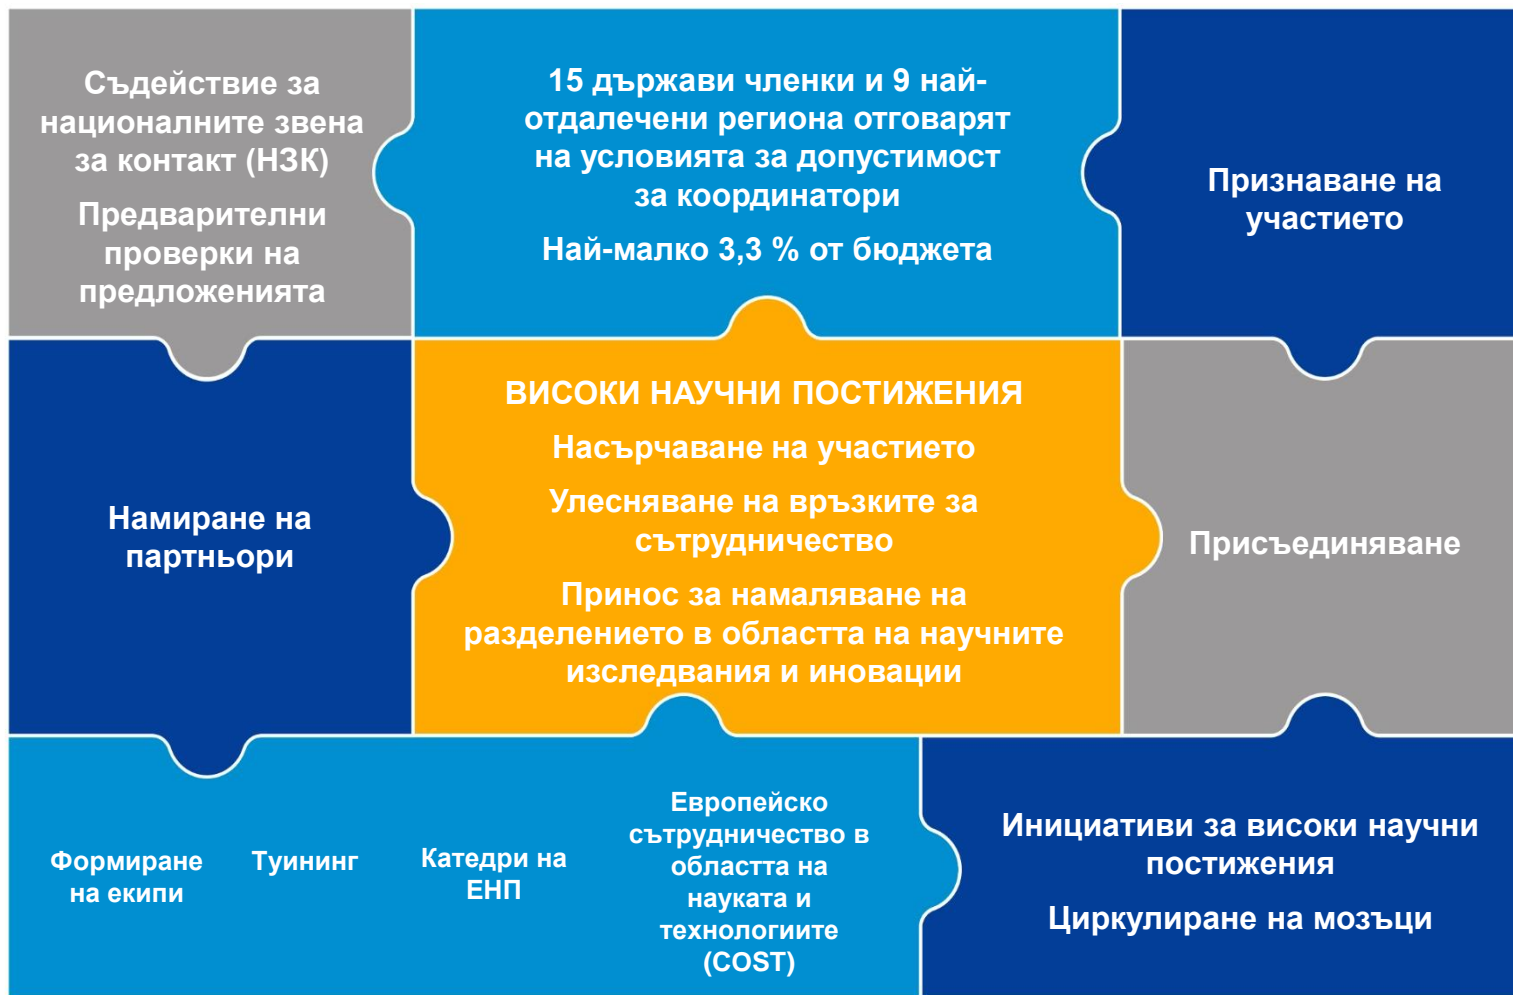 Съдействие за
националните звена
за контакт (НЗК)
Предварителни
проверки на
предложенията
15 държави членки и 9 най-
отдалечени региона отговарят
на условията за допустимост
за координатори
Най-малко 3,3 % от бюджета
Признаване на
участието
Намиране на
партньори
ВИСОКИ НАУЧНИ ПОСТИЖЕНИЯ
Насърчаване на участието
Улесняване на връзките за
сътрудничество
Принос за намаляване на
разделението в областта на научните
изследвания и иновации
Присъединяване
Формиране
на екипи
Туининг
Катедри на
ЕНП
Европейско
сътрудничество в
областта на
науката и
технологиите
(COST)
Инициативи за високи научни
постижения
Циркулиране на мозъци